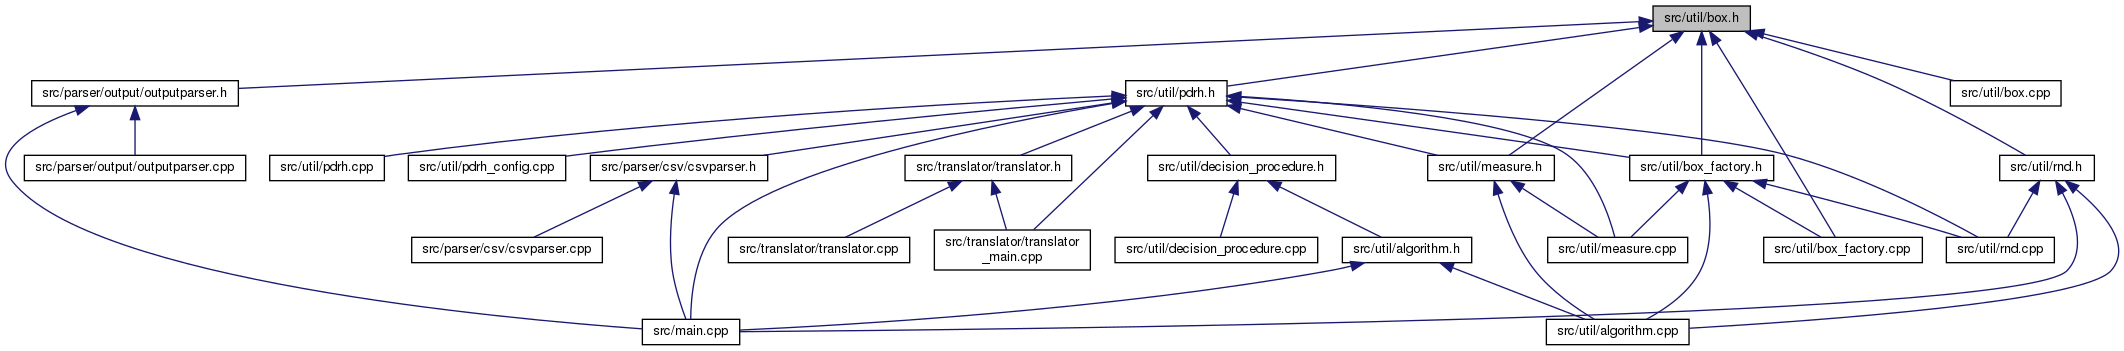 src/util/box.h
src/parser/output/outputparser.h
src/util/pdrh.h
src/util/box.cpp
src/parser/output/outputparser.cpp
src/util/pdrh.cpp
src/util/pdrh_config.cpp
src/parser/csv/csvparser.h
src/translator/translator.h
src/util/decision_procedure.h
src/util/measure.h
src/util/box_factory.h
src/util/rnd.h
src/parser/csv/csvparser.cpp
src/translator/translator.cpp
src/translator/translator
_main.cpp
src/util/decision_procedure.cpp
src/util/algorithm.h
src/util/measure.cpp
src/util/box_factory.cpp
src/util/rnd.cpp
src/main.cpp
src/util/algorithm.cpp